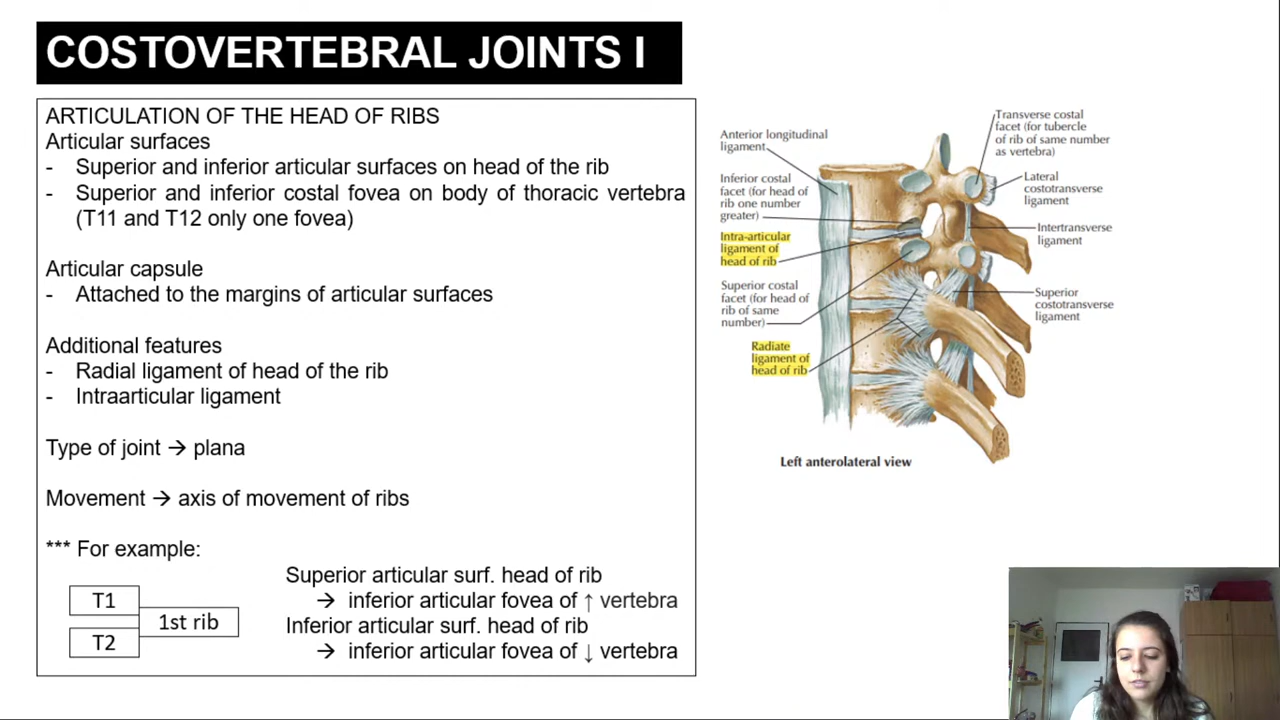 COSTOVERTEBRAL JOINTS I
ARTICULATION OF THE HEAD OF RIBS
Articular surfaces
- Superior and inferior articular surfaces on head of the rib
- Superior and inferior costal fovea on body of thoracic vertebra
(T11 and T12 only one fovea)
Articular capsule
- Attached to the margins of articular surfaces
Additional features
- Radial ligament of head of the rib
- Intraarticular ligament
Type of joint → plana
Movement → axis of movement of ribs
*** For example:
T1
T2
1st rib
Superior articular surf. head of rib
→ inferior articular fovea of ↑ vertebra
Inferior articular surf. head of rib
→ inferior articular fovea of ↓ vertebra
Anterior longitudinal
ligament
Inferior costal
facet (for head of
rib one number
greater)
Intra-articular
ligament of
head of rib
Superior costal
facet (for head of
rib of same
number)
Radiate
ligament of
head of rib
Transverse costal
facet (for tubercle
of rib of same number
as vertebra)
Lateral
costotransverse
ligament
Intertransverse
ligament
Superior
costotransverse
ligament
Left anterolateral view